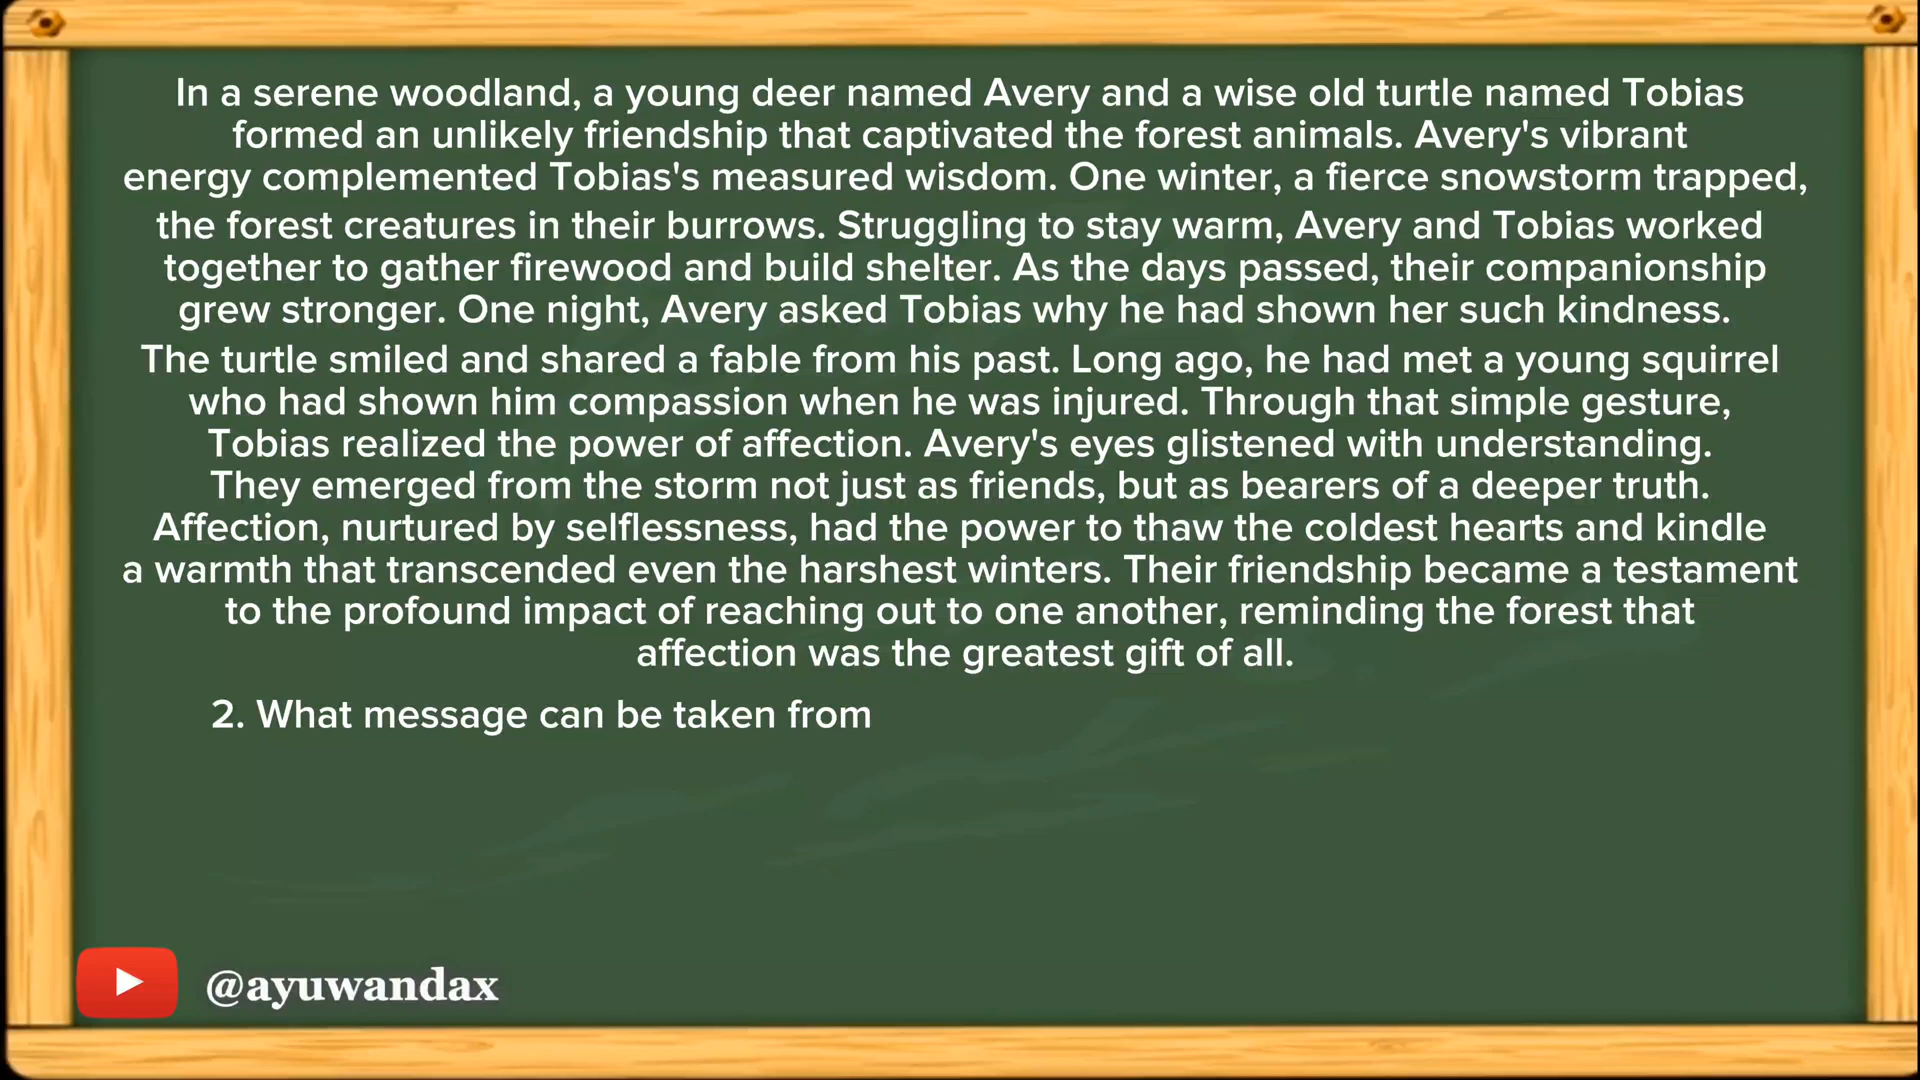 In a serene woodland, a young deer named Avery and a wise old turtle named Tobias
formed an unlikely friendship that captivated the forest animals. Avery's vibrant
energy complemented Tobias's measured wisdom. One winter, a fierce snowstorm trapped,
the forest creatures in their burrows. Struggling to stay warm, Avery and Tobias worked
together to gather firewood and build shelter. As the days passed, their companionship
grew stronger. One night, Avery asked Tobias why he had shown her such kindness.
The turtle smiled and shared a fable from his past. Long ago, he had met a young squirrel
who had shown him compassion when he was injured. Through that simple gesture,
Tobias realized the power of affection. Avery's eyes glistened with understanding.
They emerged from the storm not just as friends, but as bearers of a deeper truth.
Affection, nurtured by selflessness, had the power to thaw the coldest hearts and kindle
a warmth that transcended even the harshest winters. Their friendship became a testament
to the profound impact of reaching out to one another, reminding the forest that
affection was the greatest gift of all.
2. What message can be taken from
@ayuwandax